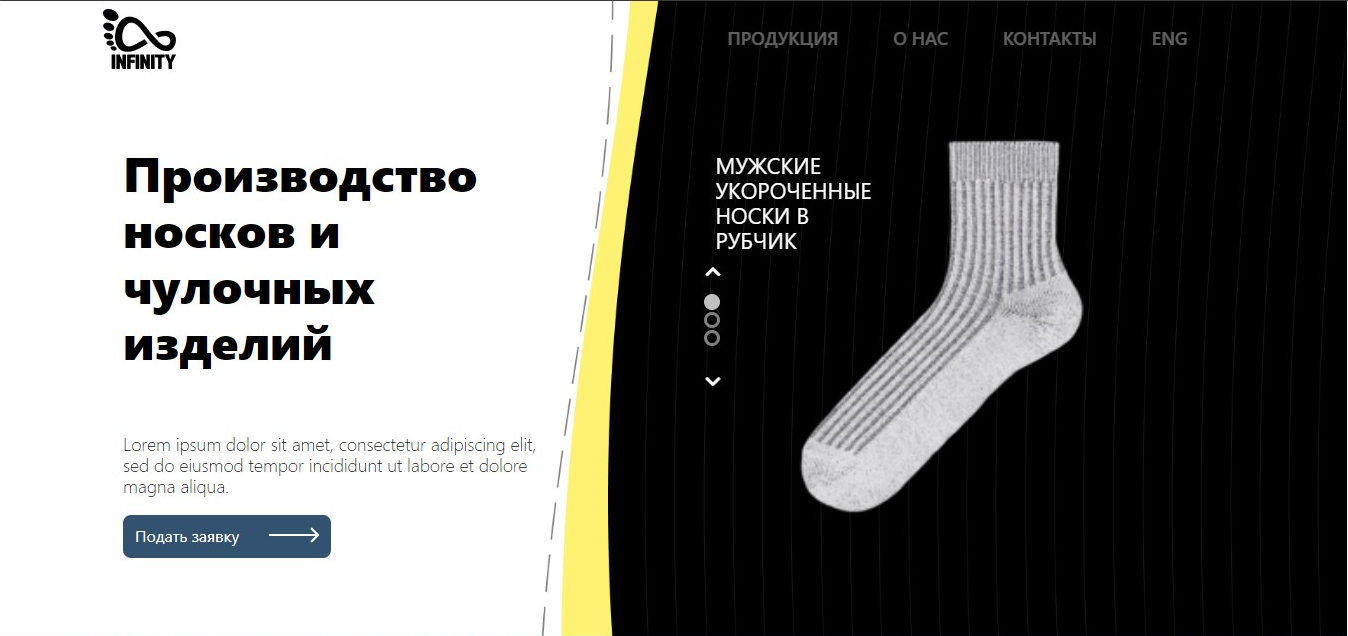 INFINITY
ПРОДУКЦИЯ О НАС КОНТАКТЫ ENG
Производство
носков и
чулочных
изделий
Lorem ipsum dolor sit amet, consectetur adipiscing elit,
sed do eiusmod tempor incididunt ut labore et dolore
magna aliqua.
Подать заявку
МУЖСКИЕ
УКОРОЧЕННЫЕ
НОСКИ В
РУБЧИК